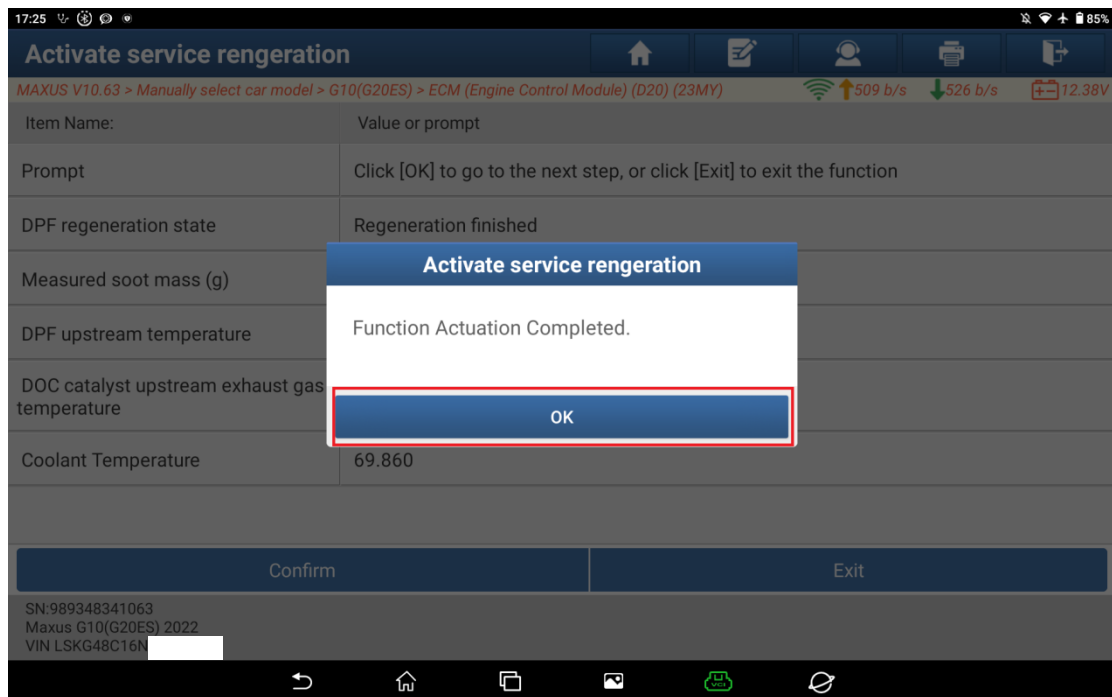 17:25
85%
Activate service rengeration
MAXUS V10.63 > Manually select car model > G10(G20ES) > ECM (Engine Control Module) (D20) (23MY)
509 b/s
526 b/s
12.38V
Item Name:
Value or prompt
Prompt
Click [OK] to go to the next step, or click [Exit] to exit the function
DPF regeneration state
Regeneration finished
Activate service rengeration
Measured soot mass (g)
Function Actuation Completed.
DPF upstream temperature
DOC catalyst upstream exhaust gas
temperature
OK
Coolant Temperature
69.860
Confirm
Exit
SN:989348341063
Maxus G10(G20ES) 2022
VIN LSKG48C16N
VCI